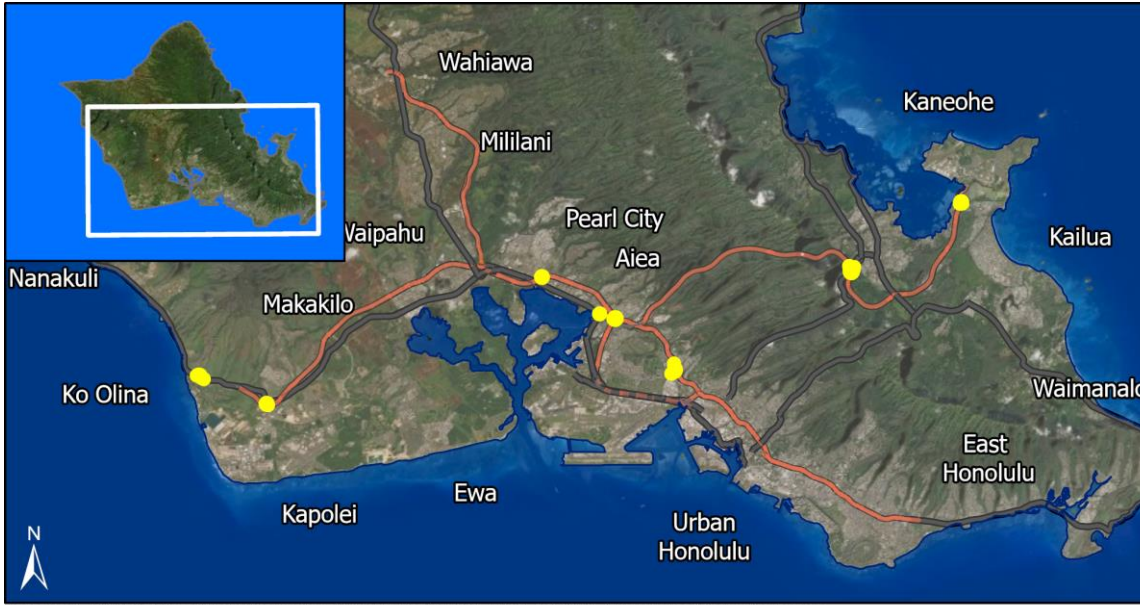 Wahiawa
Kaneohe
Mililani
Pearl City
Waipahu
Aiea
Kailua
Nanakuli
Makakilo
Ko Olina
Waimanalo
East
Honolulu
Ewa
Kapolei
Urban
Honolulu
N